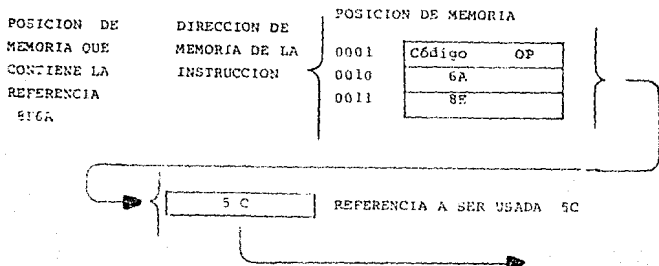 POSICION DE
MEMORIA QUE
CONTIENE LA
REFERENCIA
8E6A
DIRECCION DE
MEMORIA DE LA
INSTRUCCION
POSICION DE MEMORIA
0001 Código OP
0010 6A
0011 8E
5 C REFERENCIA A SER USADA 5C